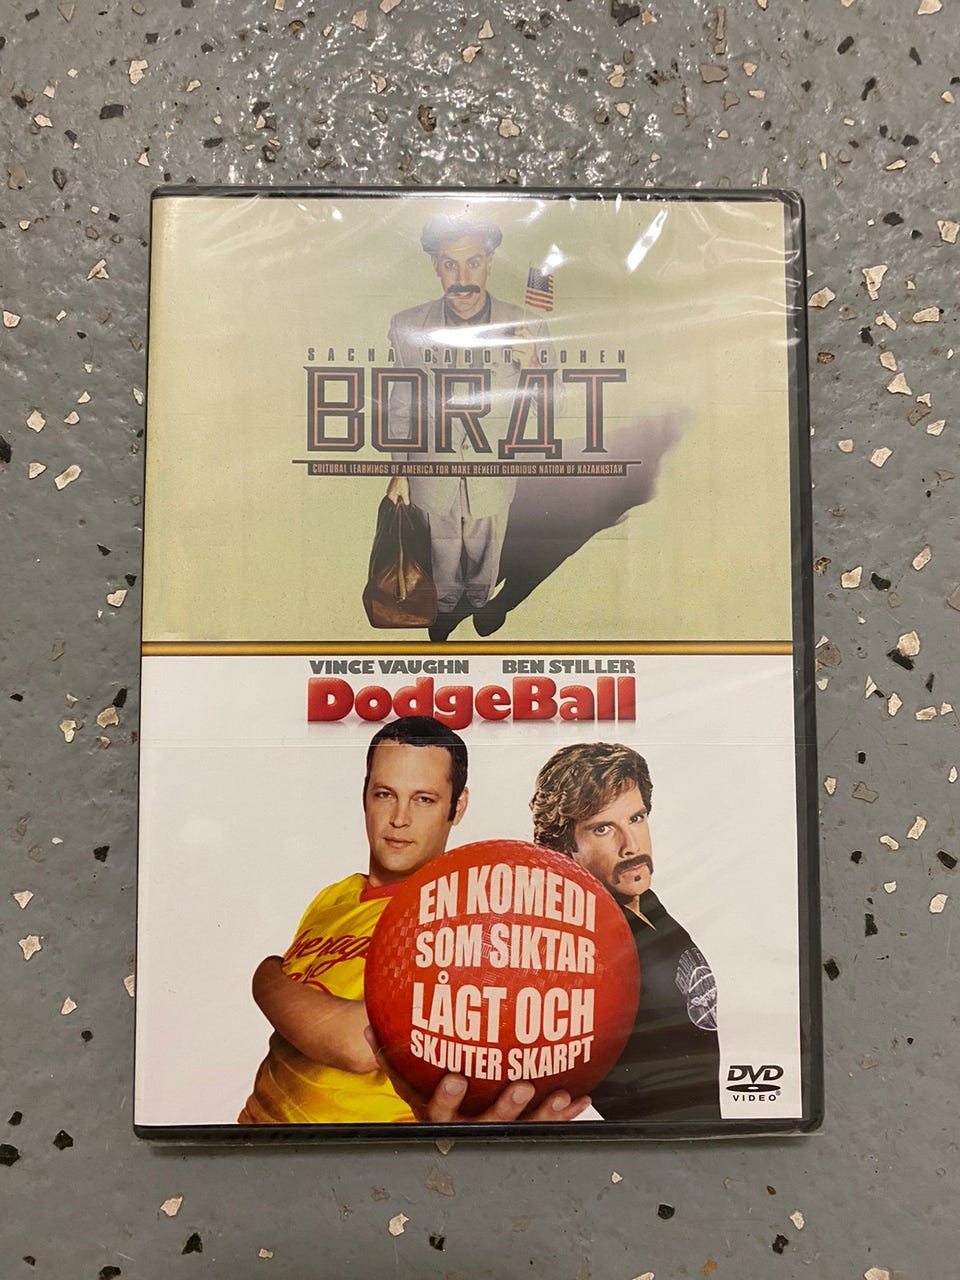 SACHA BARON COHEN
BORДT
CULTURAL LEARNINGS OF AMERICA FOR MAKE BENEFIT GLORIOUS NATION OF KAZAKHSTAN
VINCE VAUGHN BEN STILLER
DodgeBall
EN KOMEDI
SOM SIKTAR
LÅGT OCH
SKJUTER SKARPT
DVD
VIDEO